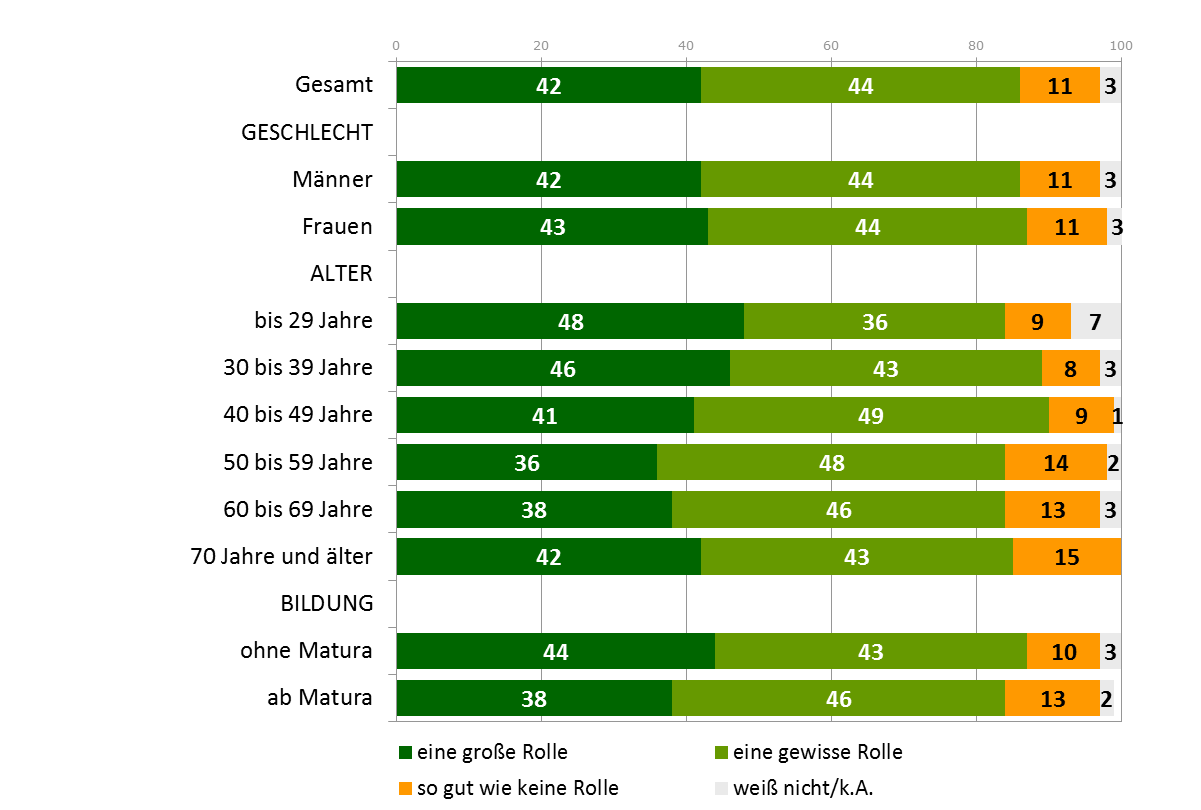 0 20 40 60 80 100
Gesamt 42 44 11 3
GESCHLECHT
Männer 42 44 11 3
Frauen 43 44 11 3
ALTER
bis 29 Jahre 48 36 9 7
30 bis 39 Jahre 46 43 8 3
40 bis 49 Jahre 41 49 9 1
50 bis 59 Jahre 36 48 14 2
60 bis 69 Jahre 38 46 13 3
70 Jahre und älter 42 43 15
BILDUNG
ohne Matura 44 43 10 3
ab Matura 38 46 13 2
eine große Rolle eine gewisse Rolle
so gut wie keine Rolle weiß nicht/k.A.